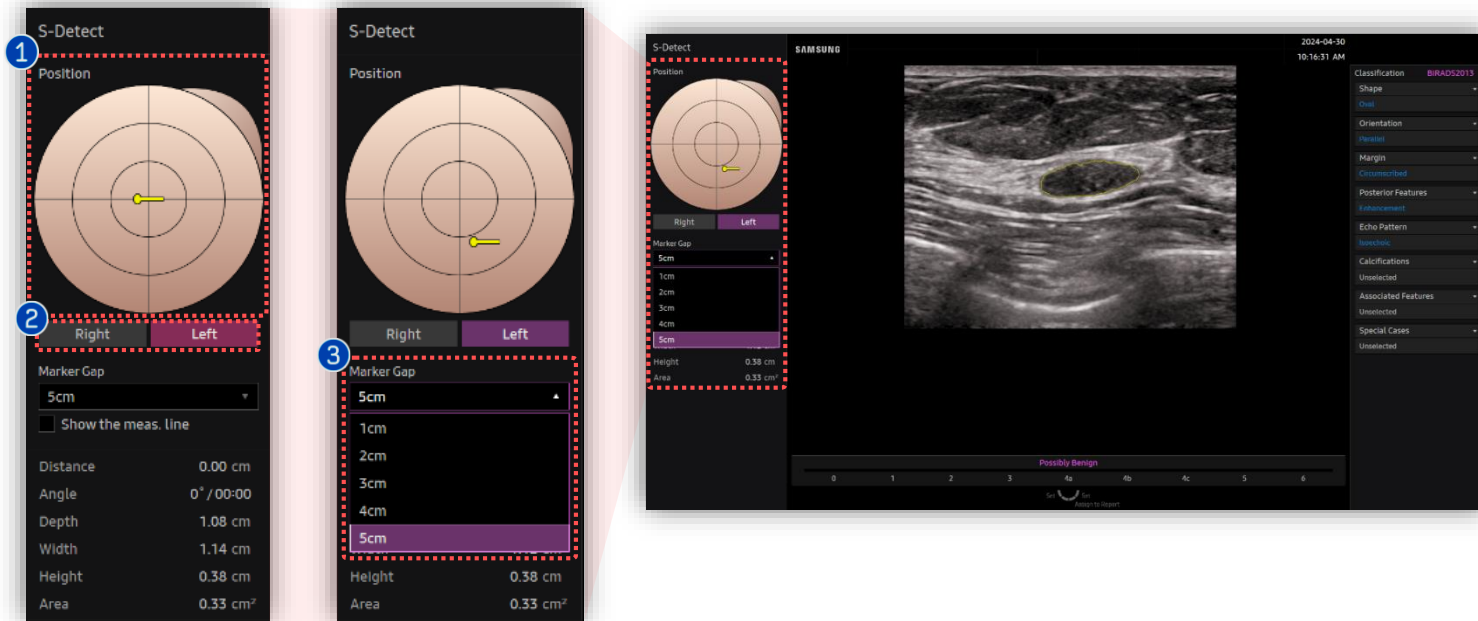 S-Detect
1
Position
2
Right Left
Marker Gap
5cm
Show the meas. line
Distance 0.00 cm
Angle 0°/00:00
Depth 1.08 cm
Width 1.14 cm
Height 0.38 cm
Area 0.33 cm²
S-Detect
Position
Right Left
3
Marker Gap
5cm
1cm
2cm
3cm
4cm
5cm
Height 0.38 cm
Area 0.33 cm²
S-Detect
Position
Right Left
Marker Gap
5cm
1cm
2cm
3cm
4cm
5cm
Height 0.38 cm
Area 0.33 cm²
SAMSUNG
2024-04-30
10:16:31 AM
Possibly Benign
0 1 2 3 4a 4b 4c 5 6
Set Set
Assign to Report
Classification BIRADS2013
Shape
Oval
Orientation
Parallel
Margin
Circumscribed
Posterior Features
Enhancement
Echo Pattern
Isoechoic
Calcifications
Unselected
Associated Features
Unselected
Special Cases
Unselected